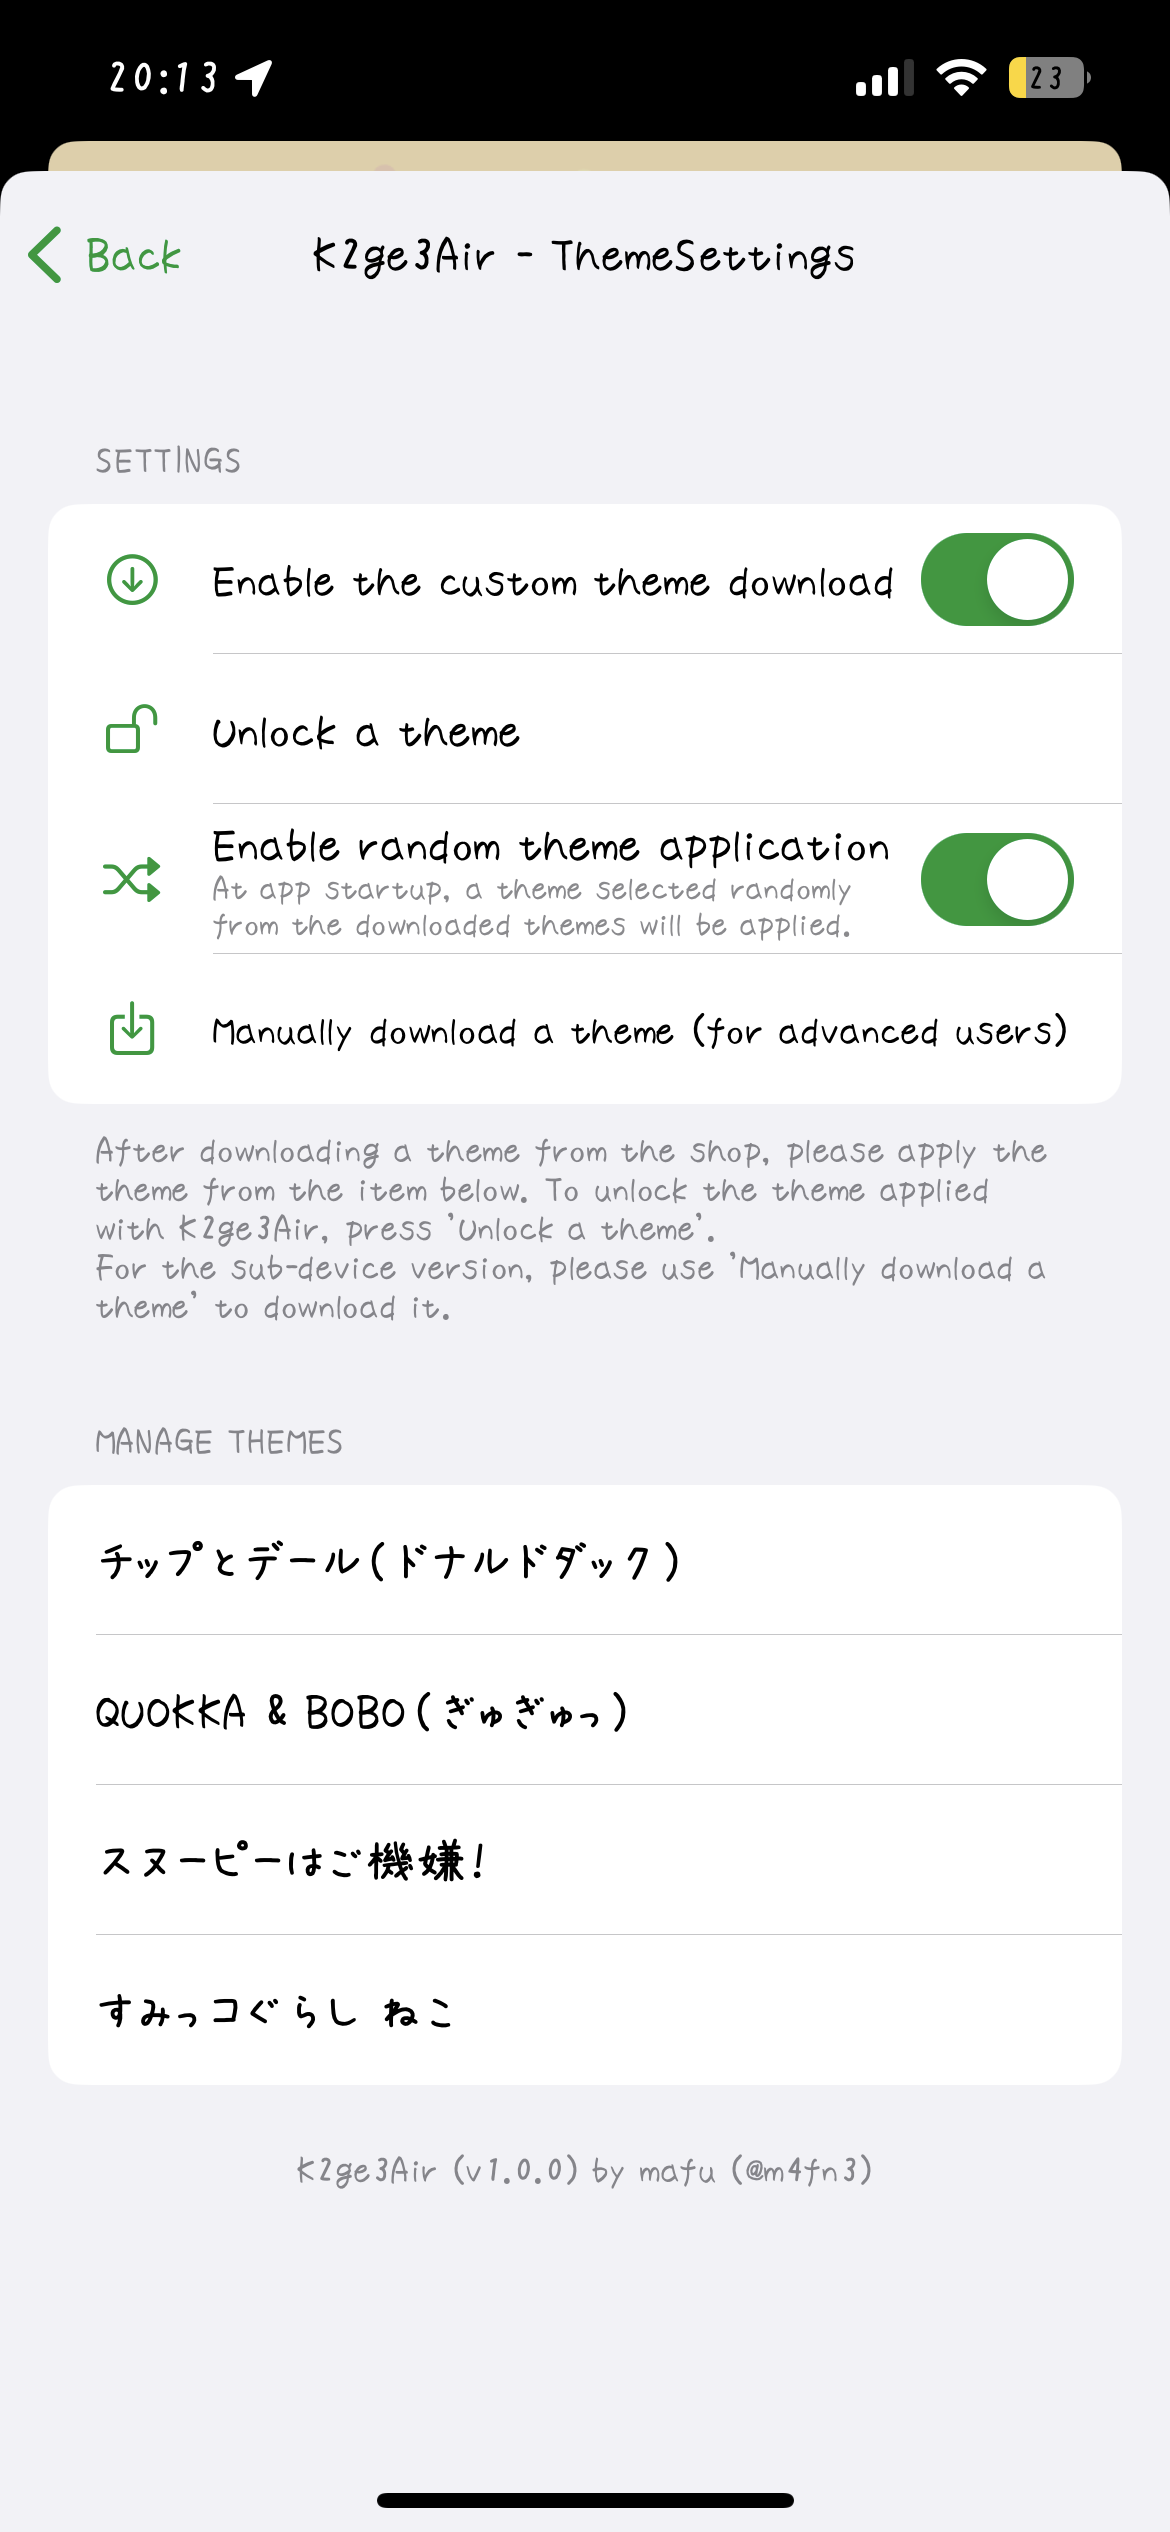 20:13
23
Back
K2ge3Air - ThemeSettings
SETTINGS
Enable the custom theme download
Unlock a theme
Enable random theme application
At app startup, a theme selected randomly
from the downloaded themes will be applied.
Manually download a theme (for advanced users)
After downloading a theme from the shop, please apply the
theme from the item below. To unlock the theme applied
with K2ge3Air, press 'Unlock a theme'.
For the sub-device version, please use 'Manually download a
theme' to download it.
MANAGE THEMES
チップとデール(ドナルドダック)
QUOKKA & BOBO(ぎゅぎゅっ)
スヌーピーはご機嫌!
すみっコぐらし ねこ
K2ge3Air (v1.0.0) by mafu (@m4fn3)